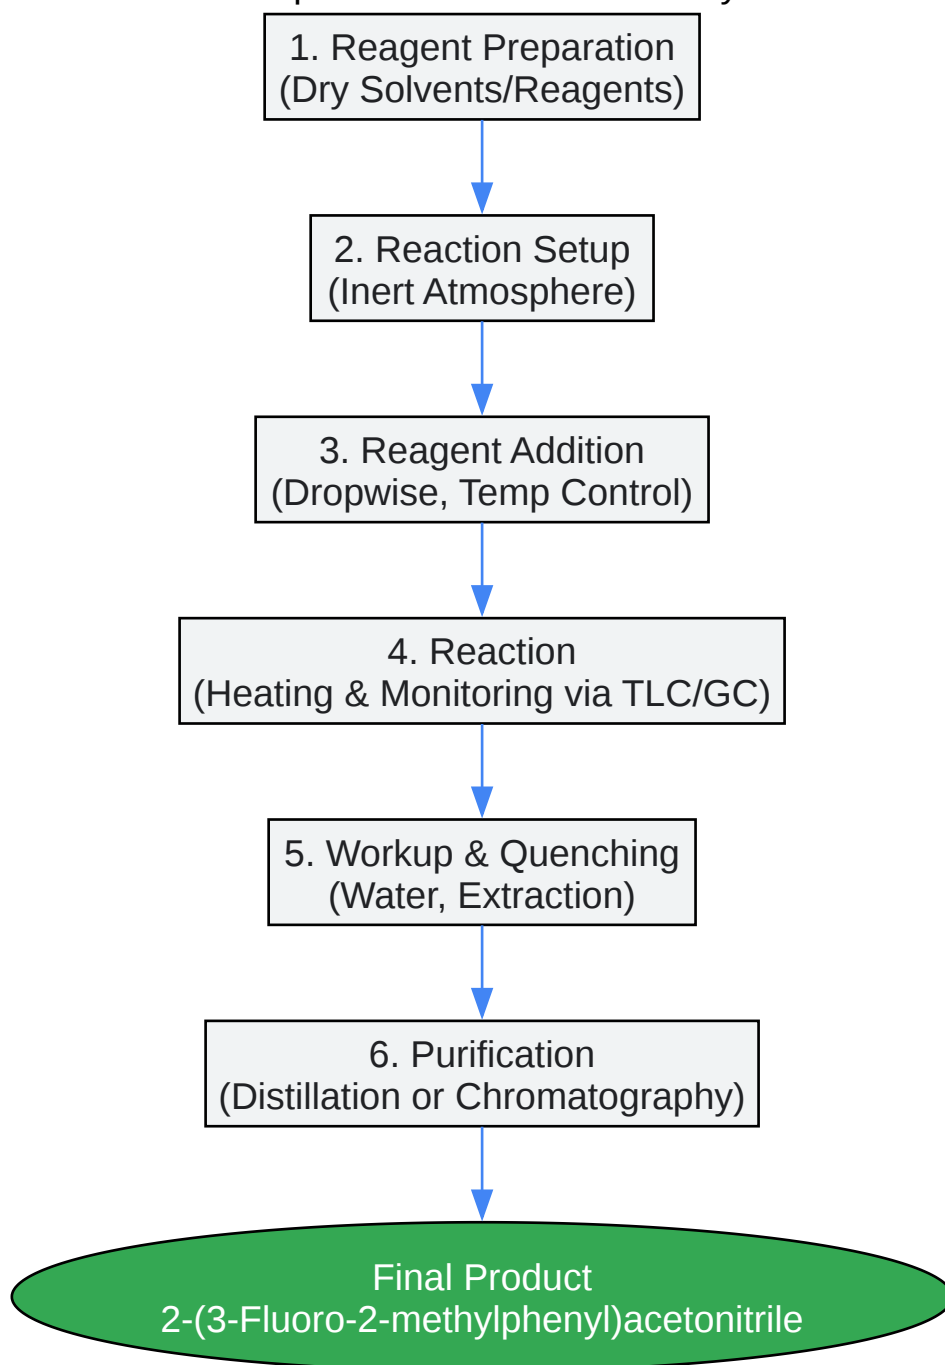 1. Reagent Preparation
(Dry Solvents/Reagents)
2. Reaction Setup
(Inert Atmosphere)
3. Reagent Addition
(Dropwise, Temp Control)
4. Reaction
(Heating & Monitoring via TLC/GC)
5. Workup & Quenching
(Water, Extraction)
6. Purification
(Distillation or Chromatography)
Final Product
2-(3-Fluoro-2-methylphenyl)acetonitrile